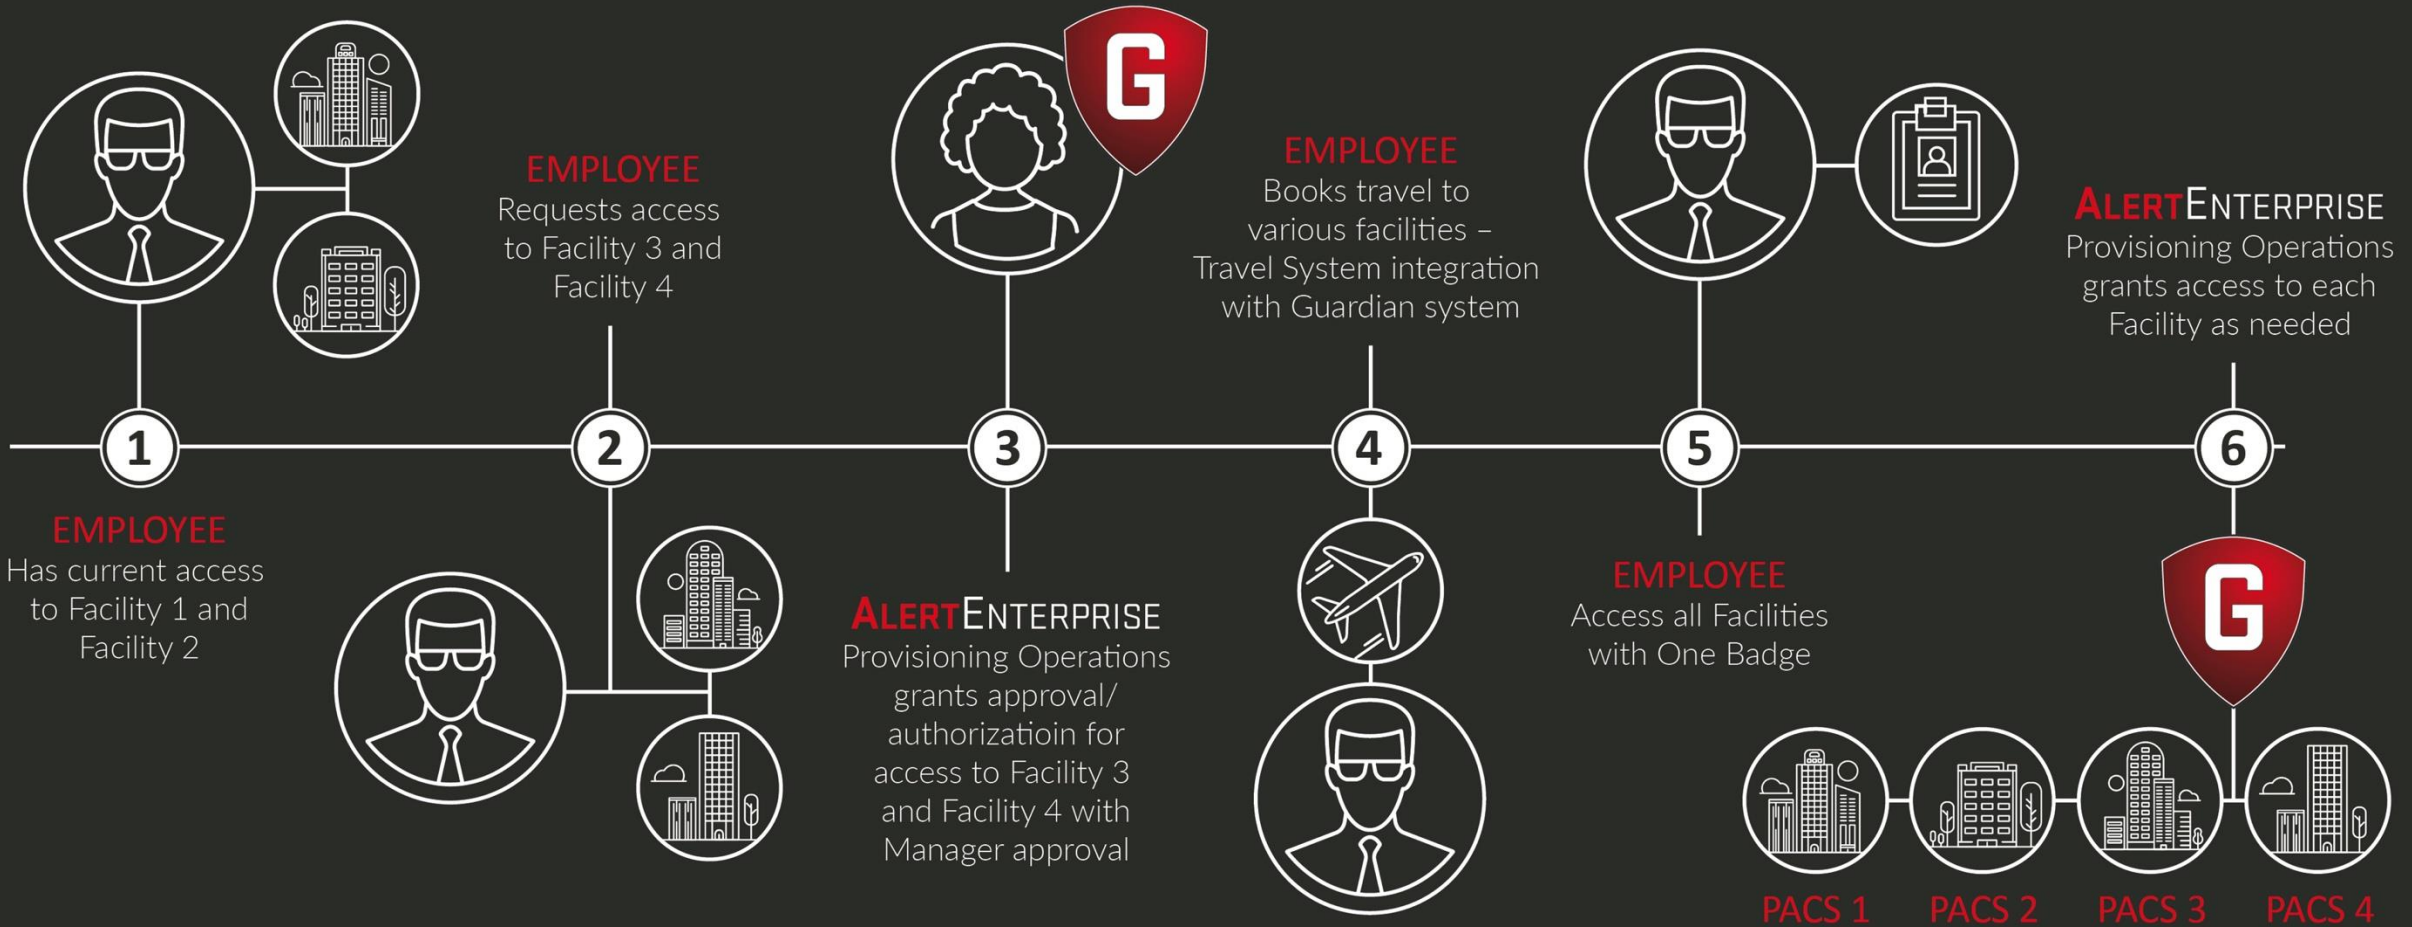 1
EMPLOYEE
Has current access
to Facility 1 and
Facility 2
EMPLOYEE
Requests access
to Facility 3 and
Facility 4
2
G
3
ALERTENTERPRISE
Provisioning Operations
grants approval/
authorizatioin for
access to Facility 3
and Facility 4 with
Manager approval
EMPLOYEE
Books travel to
various facilities –
Travel System integration
with Guardian system
4
5
EMPLOYEE
Access all Facilities
with One Badge
ALERTENTERPRISE
Provisioning Operations
grants access to each
Facility as needed
6
G
PACS 1
PACS 2
PACS 3
PACS 4